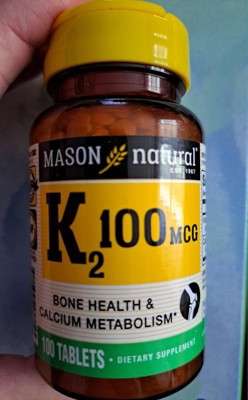 MASON natural®
EST. 1967
K2 100 MCG
BONE HEALTH &
CALCIUM METABOLISM*
100 TABLETS • DIETARY SUPPLEMENT